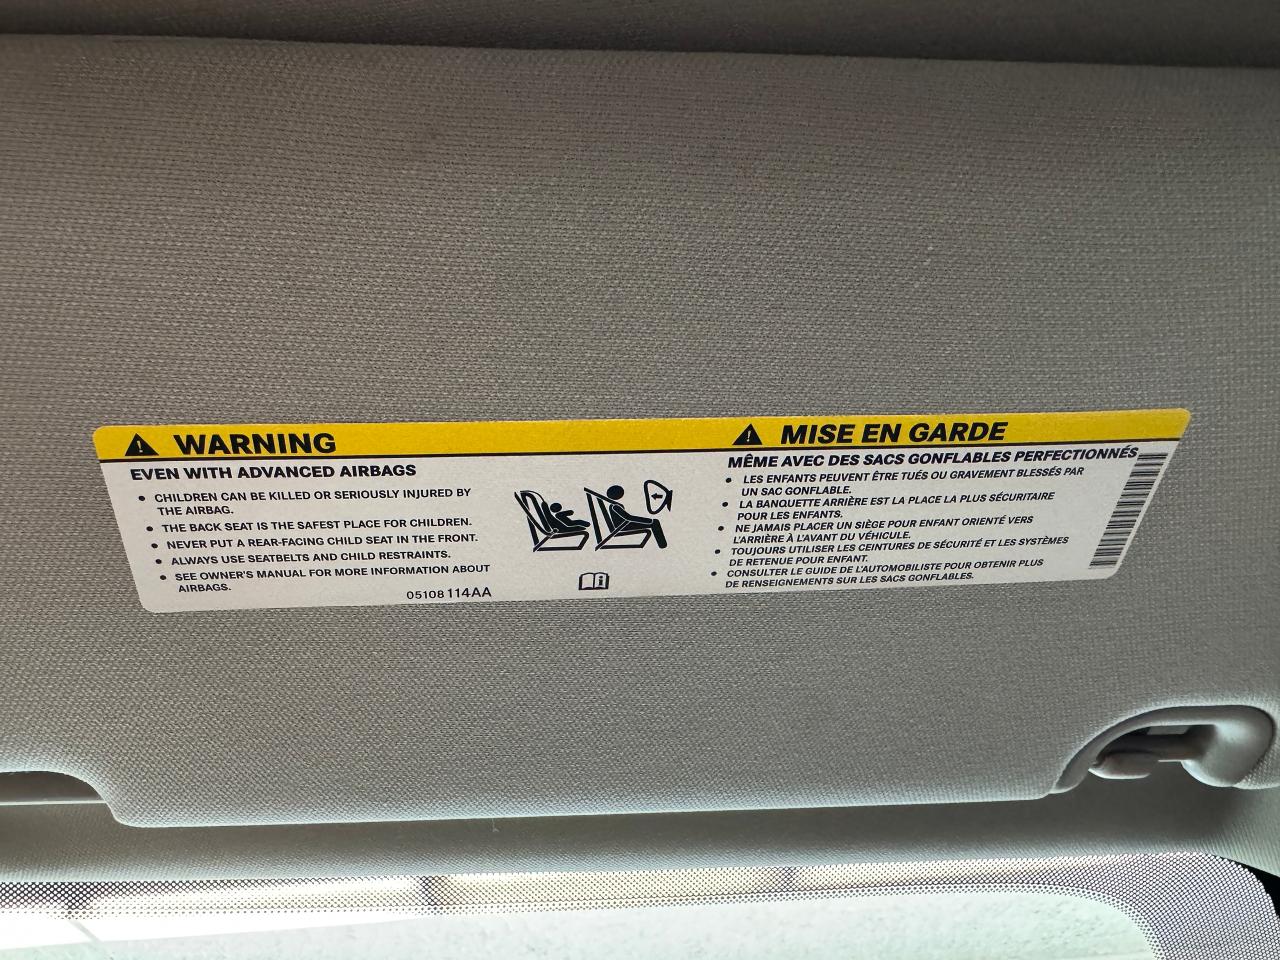 WARNING
EVEN WITH ADVANCED AIRBAGS
• CHILDREN CAN BE KILLED OR SERIOUSLY INJURED BY
THE AIRBAG.
• THE BACK SEAT IS THE SAFEST PLACE FOR CHILDREN.
• NEVER PUT A REAR-FACING CHILD SEAT IN THE FRONT.
• ALWAYS USE SEATBELTS AND CHILD RESTRAINTS.
• SEE OWNER'S MANUAL FOR MORE INFORMATION ABOUT
AIRBAGS.
05108114AA
MISE EN GARDE
MÊME AVEC DES SACS GONFLABLES PERFECTIONNÉS
• LES ENFANTS PEUVENT ÊTRE TUÉS OU GRAVEMENT BLESSÉS PAR
UN SAC GONFLABLE.
• LA BANQUETTE ARRIÈRE EST LA PLACE LA PLUS SÉCURITAIRE
POUR LES ENFANTS.
• NE JAMAIS PLACER UN SIÈGE POUR ENFANT ORIENTÉ VERS
L'ARRIÈRE À L'AVANT DU VÉHICULE.
• TOUJOURS UTILISER LES CEINTURES DE SÉCURITÉ ET LES SYSTÈMES
DE RETENUE POUR ENFANT.
• CONSULTER LE GUIDE DE L'AUTOMOBILISTE POUR OBTENIR PLUS
DE RENSEIGNEMENTS SUR LES SACS GONFLABLES.